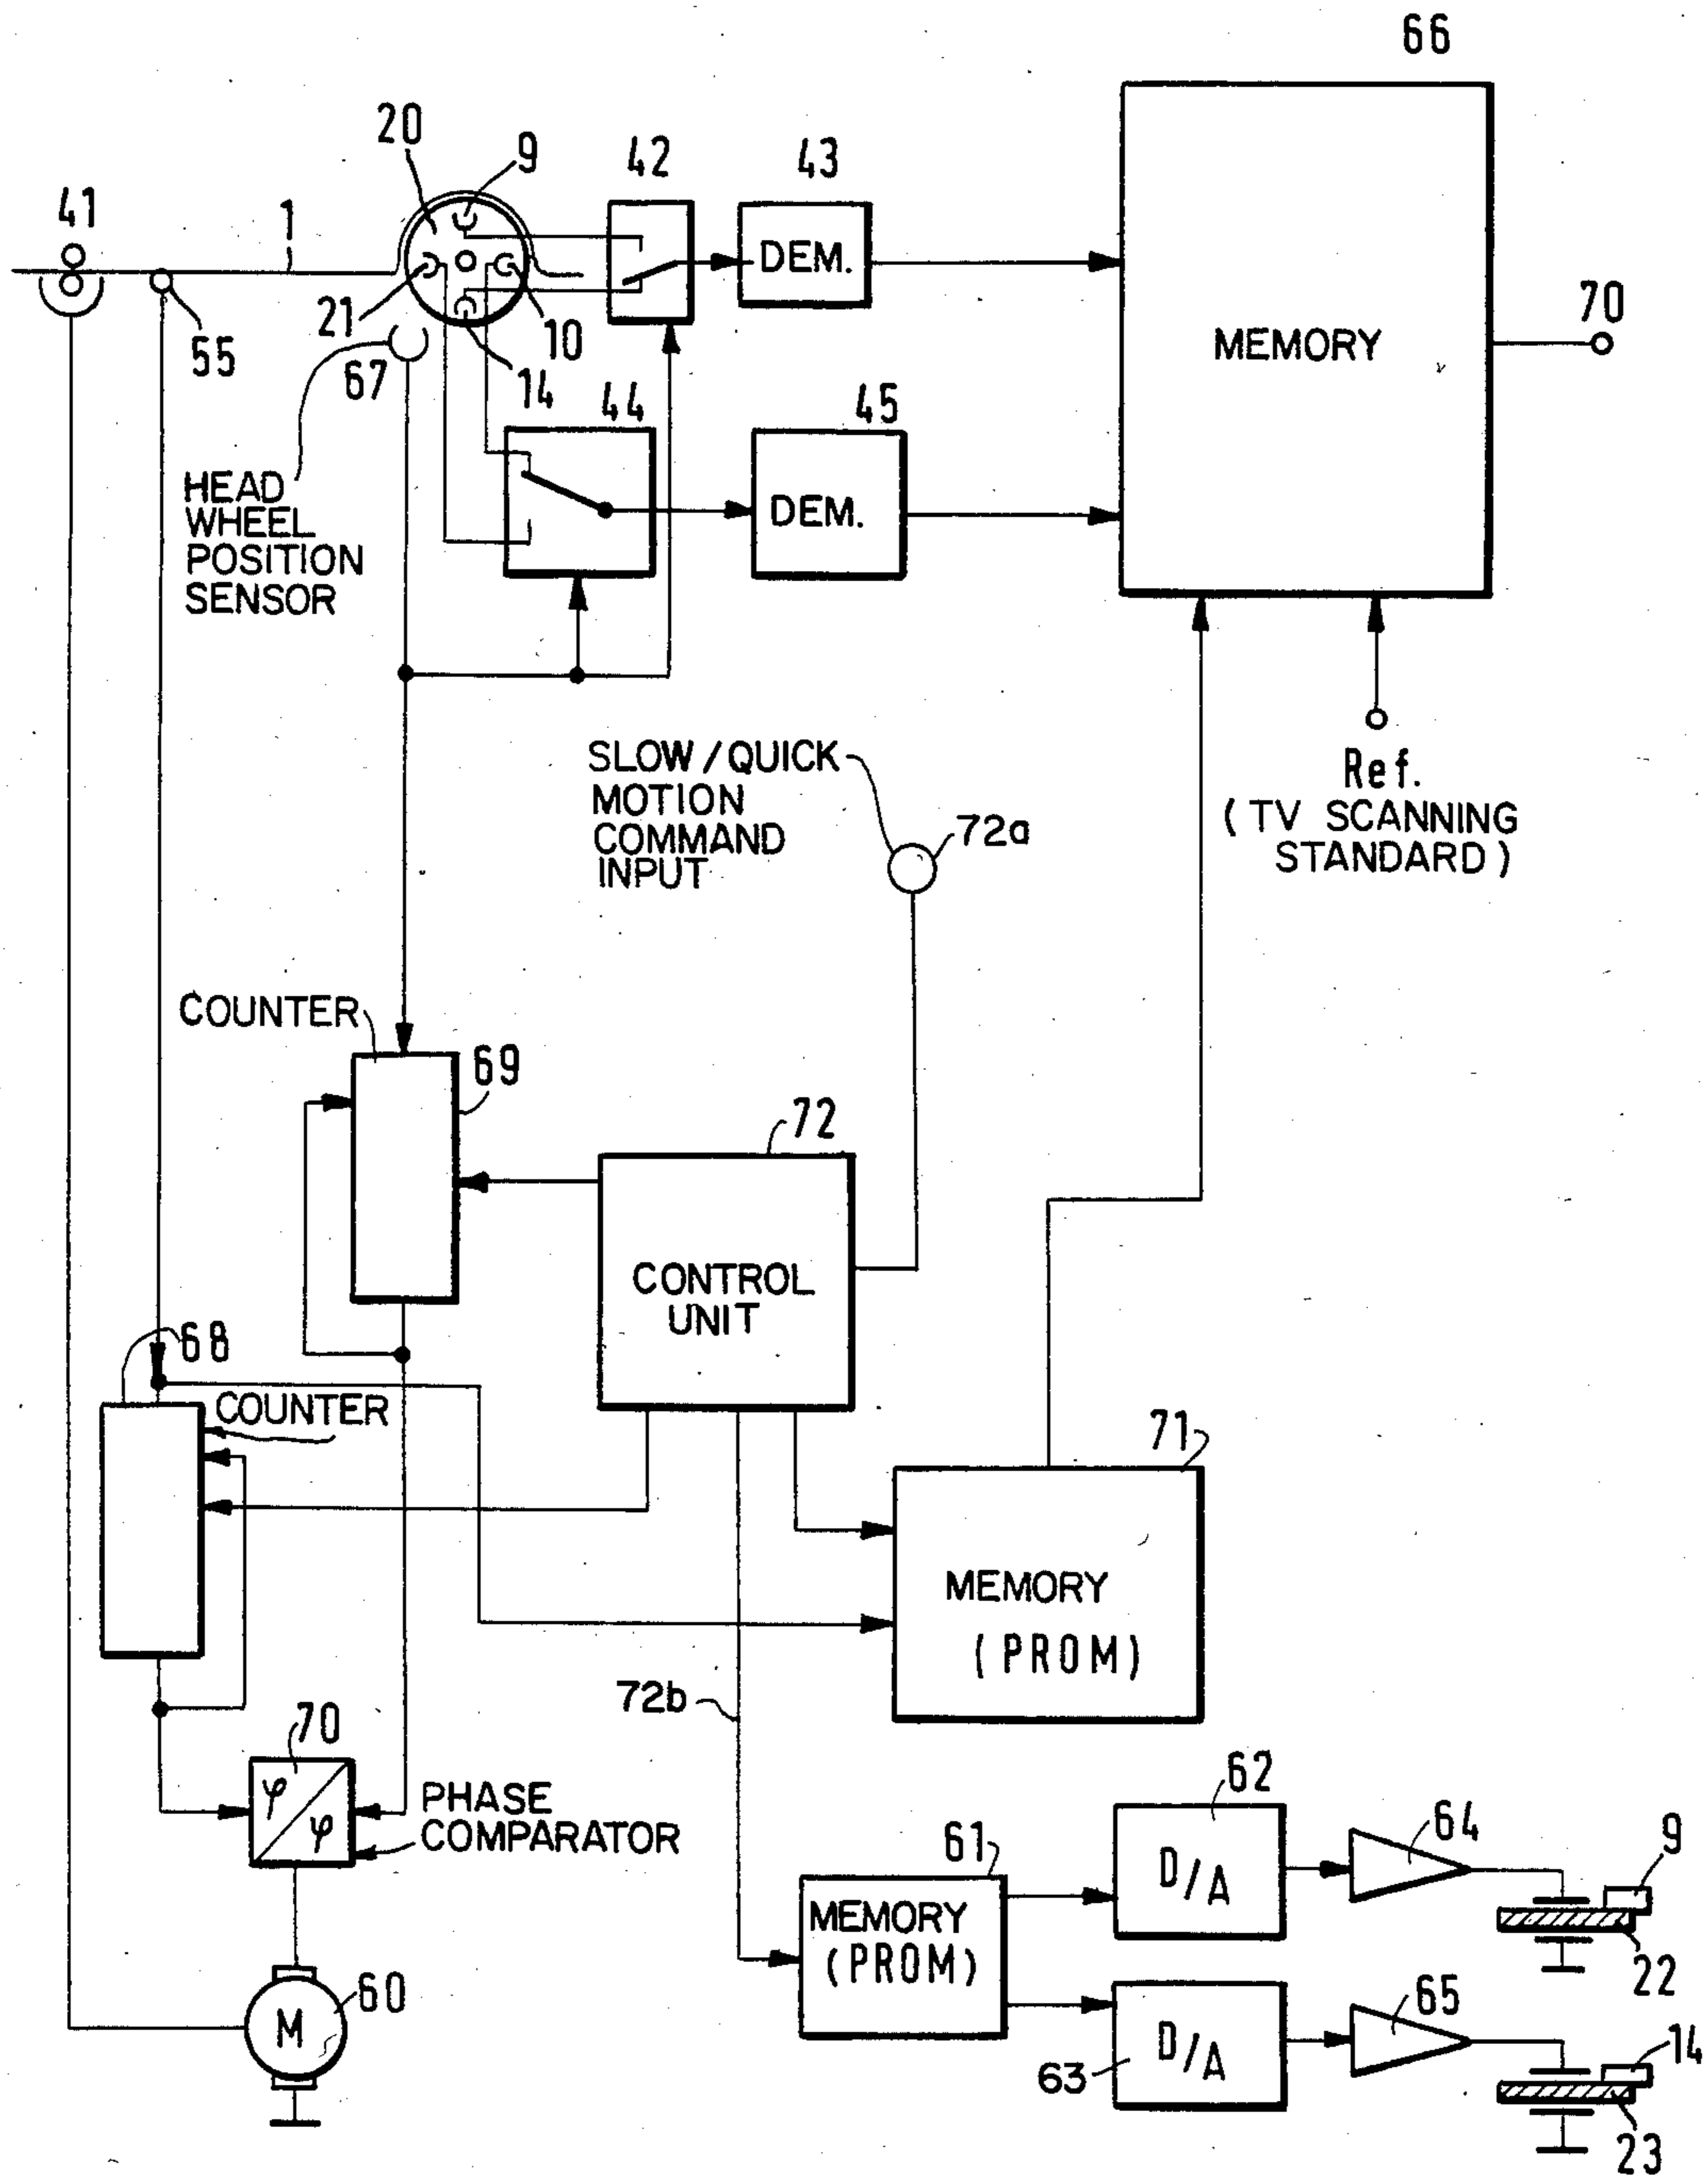 66
20
9
42
43
41
1
DEM.
70
21
10
55
67
14
MEMORY
44
45
HEAD
WHEEL
POSITION
SENSOR
DEM.
SLOW/QUICK
MOTION
COMMAND
INPUT
72a
Ref.
(TV SCANNING
STANDARD)
COUNTER
69
72
CONTROL
UNIT
68
COUNTER
71
MEMORY
(PROM)
72b
70
φ
φ
PHASE
COMPARATOR
62
64
9
61
D/A
MEMORY
(PROM)
22
60
M
65
D/A
63
14
23